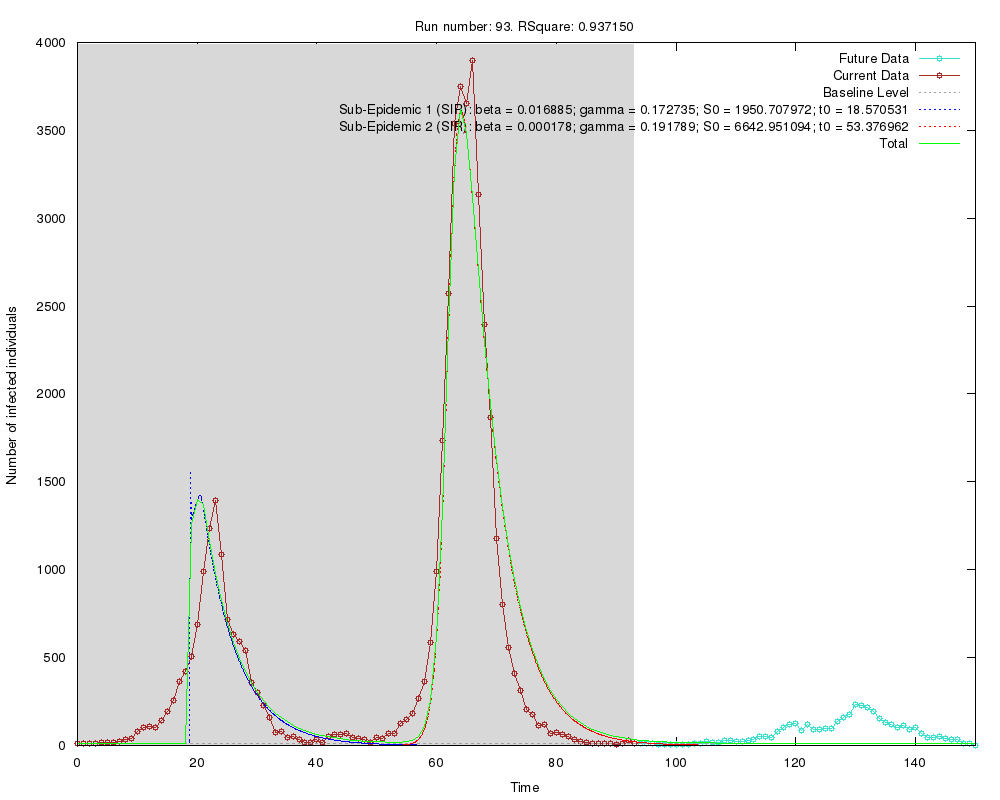 Run number: 93. RSquare: 0.937150
4000
3500
3000
2500
2000
1500
1000
500
0
Number of infected individuals
Future Data
Current Data
Baseline Level
Sub-Epidemic 1 (SIR) : beta = 0.016885; gamma = 0.172735; S0 = 1950.707972; t0 = 18.570531
Sub-Epidemic 2 (SIR) : beta = 0.000178; gamma = 0.191789; S0 = 6642.951094; t0 = 53.376962
Total
0 20 40 60 80 100 120 140
Time